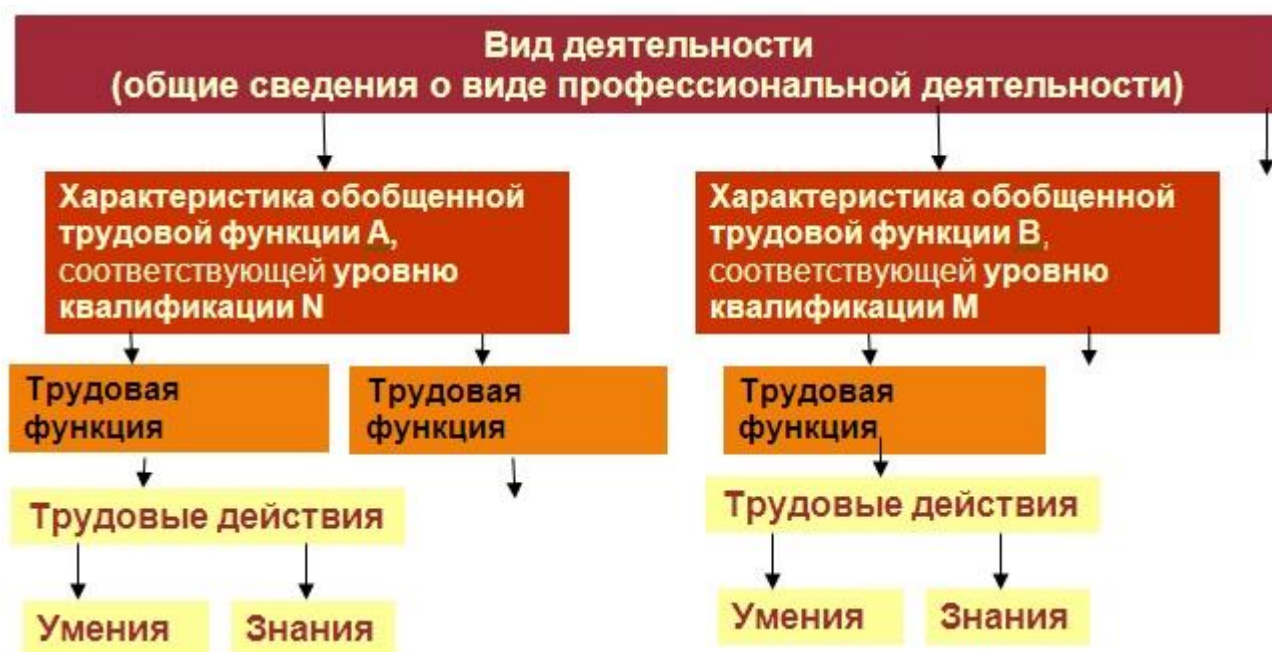 Вид деятельности
(общие сведения о виде профессиональной деятельности)
Характеристика обобщенной
трудовой функции А,
соответствующей уровню
квалификации N
Характеристика обобщенной
трудовой функции В,
соответствующей уровню
квалификации М
Трудовая
функция
Трудовая
функция
Трудовая
функция
Трудовые действия
Трудовые действия
Умения
Знания
Умения
Знания